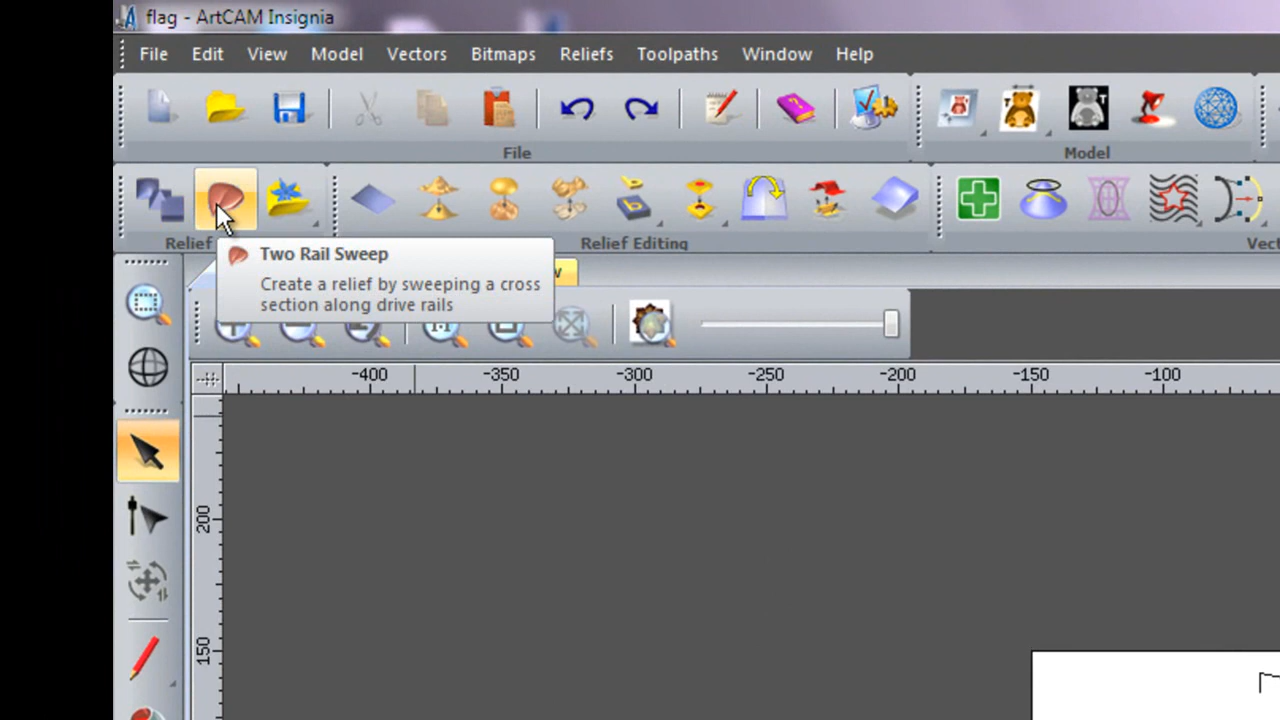 flag - ArtCAM Insignia
File Edit View Model Vectors Bitmaps Reliefs Toolpaths Window Help
File Model
Relief Relief Editing
Two Rail Sweep
Create a relief by sweeping a cross
section along drive rails
-400 -350 -300 -250 -200 -150 -100
200
150